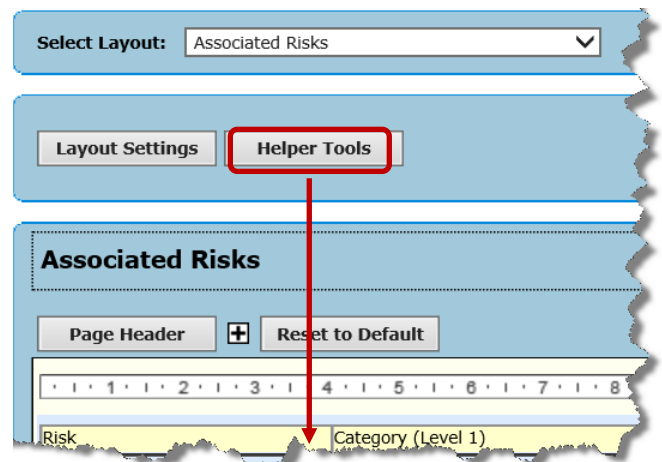 Select Layout: Associated Risks
Layout Settings Helper Tools
Associated Risks
Page Header Reset to Default
1 2 3 4 5 6 7 8
Risk Category (Level 1)